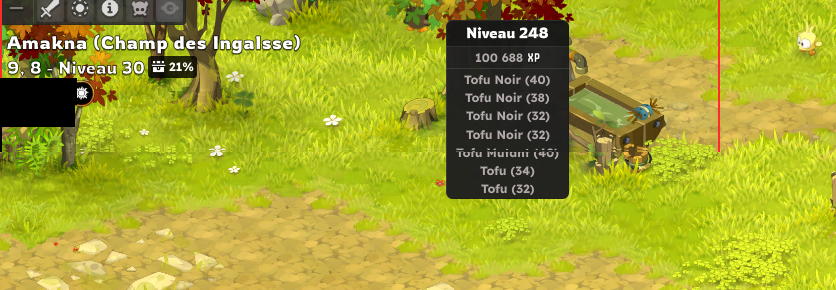 Amakna (Champ des Ingalsse)
9, 8 - Niveau 30 21%
Niveau 248
100 688 XP
Tofu Noir (40)
Tofu Noir (38)
Tofu Noir (32)
Tofu Noir (32)
Tofu Mutant (40)
Tofu (34)
Tofu (32)